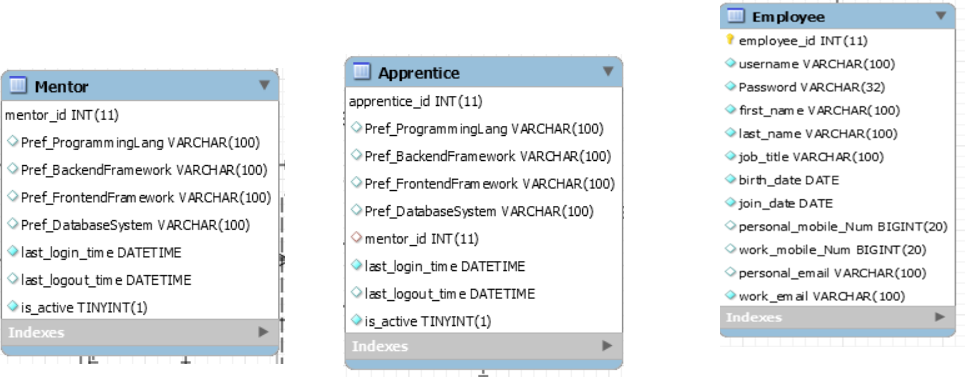 Mentor
mentor_id INT(11)
Pref_ProgrammingLang VARCHAR(100)
Pref_BackendFramework VARCHAR(100)
Pref_FrontendFramework VARCHAR(100)
Pref_DatabaseSystem VARCHAR(100)
last_login_time DATETIME
last_logout_time DATETIME
is_active TINYINT(1)
Indexes
Apprentice
apprentice_id INT(11)
Pref_ProgrammingLang VARCHAR(100)
Pref_BackendFramework VARCHAR(100)
Pref_FrontendFramework VARCHAR(100)
Pref_DatabaseSystem VARCHAR(100)
mentor_id INT(11)
last_login_time DATETIME
last_logout_time DATETIME
is_active TINYINT(1)
Indexes
Employee
employee_id INT(11)
username VARCHAR(100)
Password VARCHAR(32)
first_name VARCHAR(100)
last_name VARCHAR(100)
job_title VARCHAR(100)
birth_date DATE
join_date DATE
personal_mobile_Num BIGINT(20)
work_mobile_Num BIGINT(20)
personal_email VARCHAR(100)
work_email VARCHAR(100)
Indexes